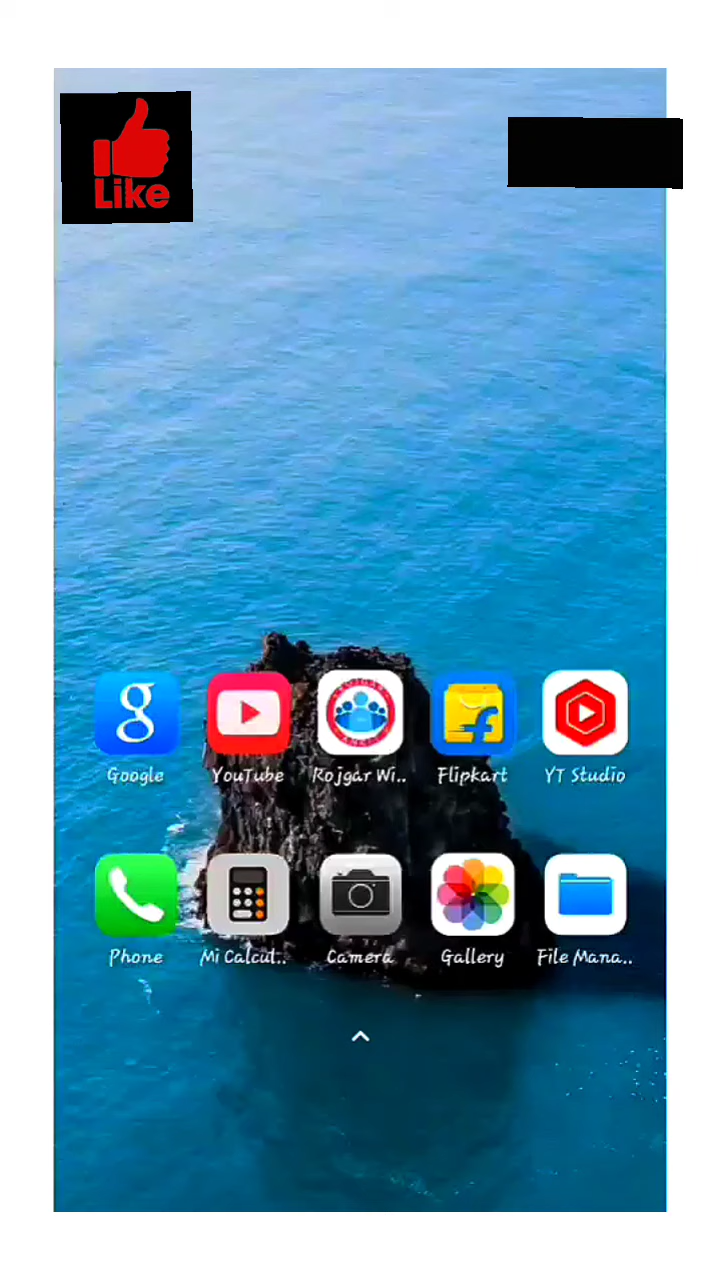 Like
Google
YouTube
Rojgar Wi..
Flipkart
YT Studio
Phone
Mi Calcul..
Camera
Gallery
File Mana..